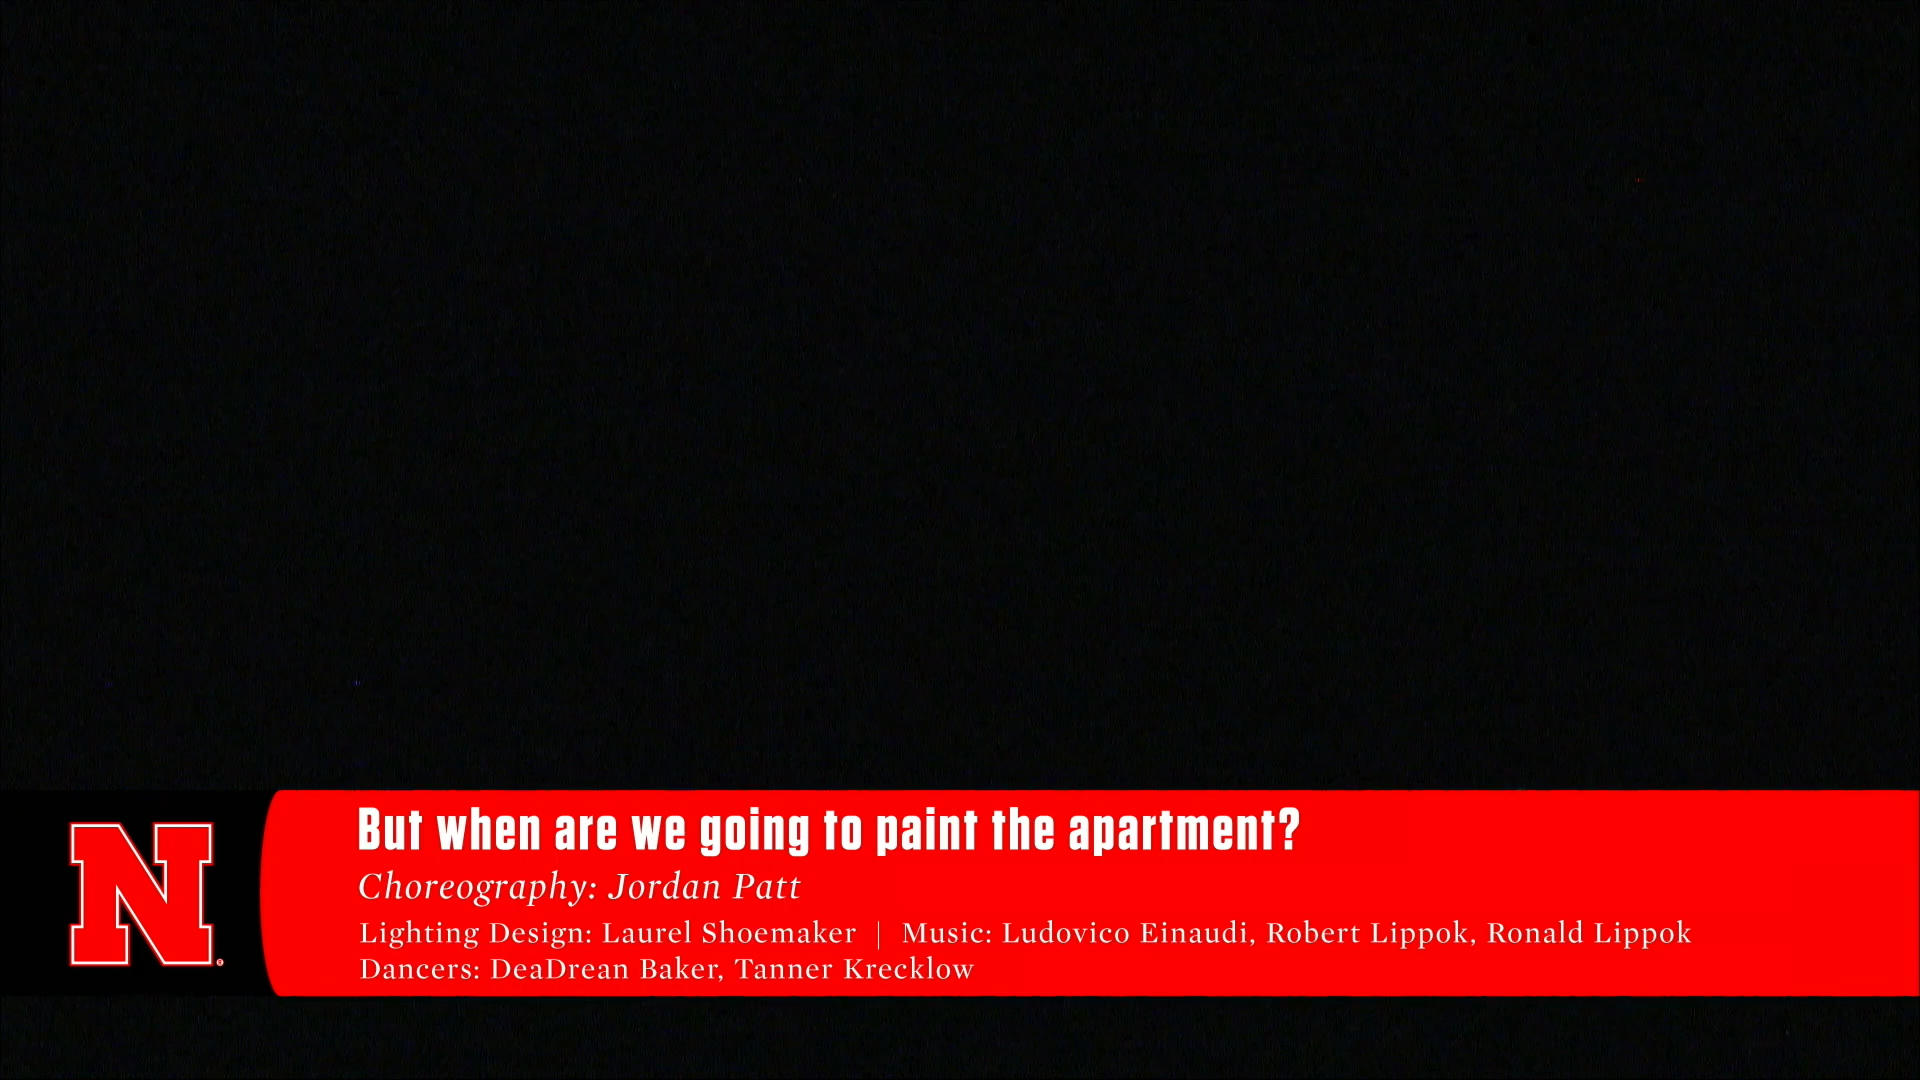 N
But when are we going to paint the apartment?
Choreography: Jordan Patt
Lighting Design: Laurel Shoemaker | Music: Ludovico Einaudi, Robert Lippok, Ronald Lippok
Dancers: DeaDrean Baker, Tanner Krecklow